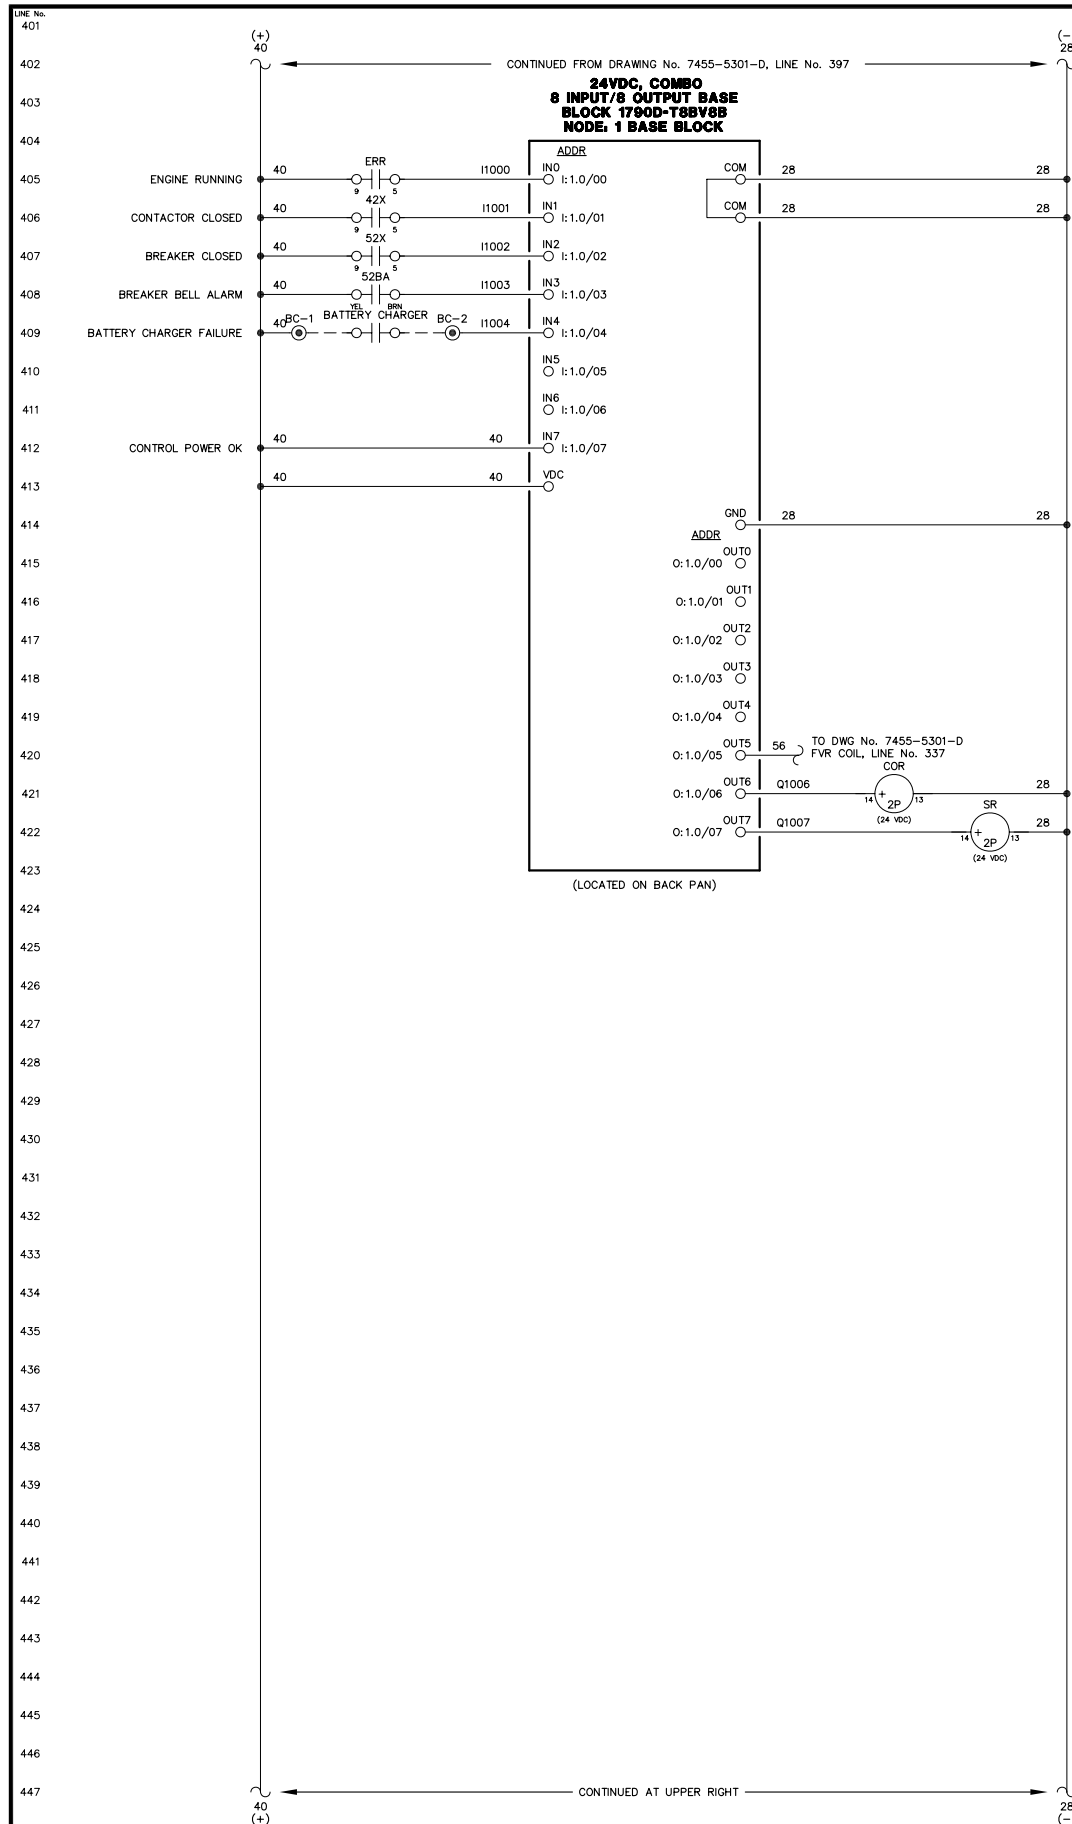 LINE No.
401
(+)
40
(-
28
402
CONTINUED FROM DRAWING No. 7455-5301-D, LINE No. 397
403
24VDC, COMBO
8 INPUT/8 OUTPUT BASE
BLOCK 1790D-T8BV8B
NODE: 1 BASE BLOCK
404
ADDR
405 ENGINE RUNNING 40 ERR 9 5 I1000 IN0 I:1.0/00 COM 28 28
406 CONTACTOR CLOSED 40 42X 9 5 I1001 IN1 I:1.0/01 COM 28 28
407 BREAKER CLOSED 40 52X 9 5 I1002 IN2 I:1.0/02
408 BREAKER BELL ALARM 40 52BA YEL BRN I1003 IN3 I:1.0/03
409 BATTERY CHARGER FAILURE 40 BC-1 BATTERY CHARGER BC-2 I1004 IN4 I:1.0/04
410 IN5 I:1.0/05
411 IN6 I:1.0/06
412 CONTROL POWER OK 40 40 IN7 I:1.0/07
413 40 40 VDC
414 GND 28 28
ADDR
415 O:1.0/00 OUT0
416 O:1.0/01 OUT1
417 O:1.0/02 OUT2
418 O:1.0/03 OUT3
419 O:1.0/04 OUT4
420 O:1.0/05 OUT5 56 TO DWG No. 7455-5301-D
FVR COIL, LINE No. 337
421 O:1.0/06 OUT6 Q1006 COR 14 + 2P 13 28
(24 VDC)
422 O:1.0/07 OUT7 Q1007 SR 14 + 2P 13 28
(24 VDC)
423
(LOCATED ON BACK PAN)
424
425
426
427
428
429
430
431
432
433
434
435
436
437
438
439
440
441
442
443
444
445
446
447
CONTINUED AT UPPER RIGHT
40
(+)
28
(-